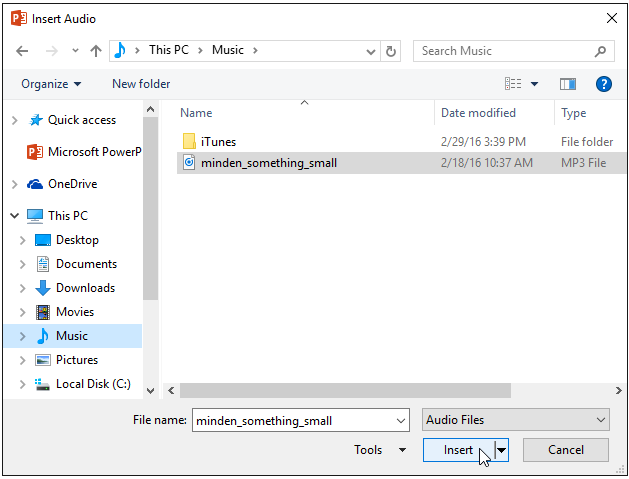 Insert Audio
This PC Music
Search Music
Organize New folder
Name Date modified Type
Quick access
iTunes 2/29/16 3:39 PM File folder
Microsoft PowerP
minden_something_small 2/18/16 10:37 AM MP3 File
OneDrive
This PC
Desktop
Documents
Downloads
Movies
Music
Pictures
Local Disk (C:)
File name: minden_something_small Audio Files
Tools Insert Cancel